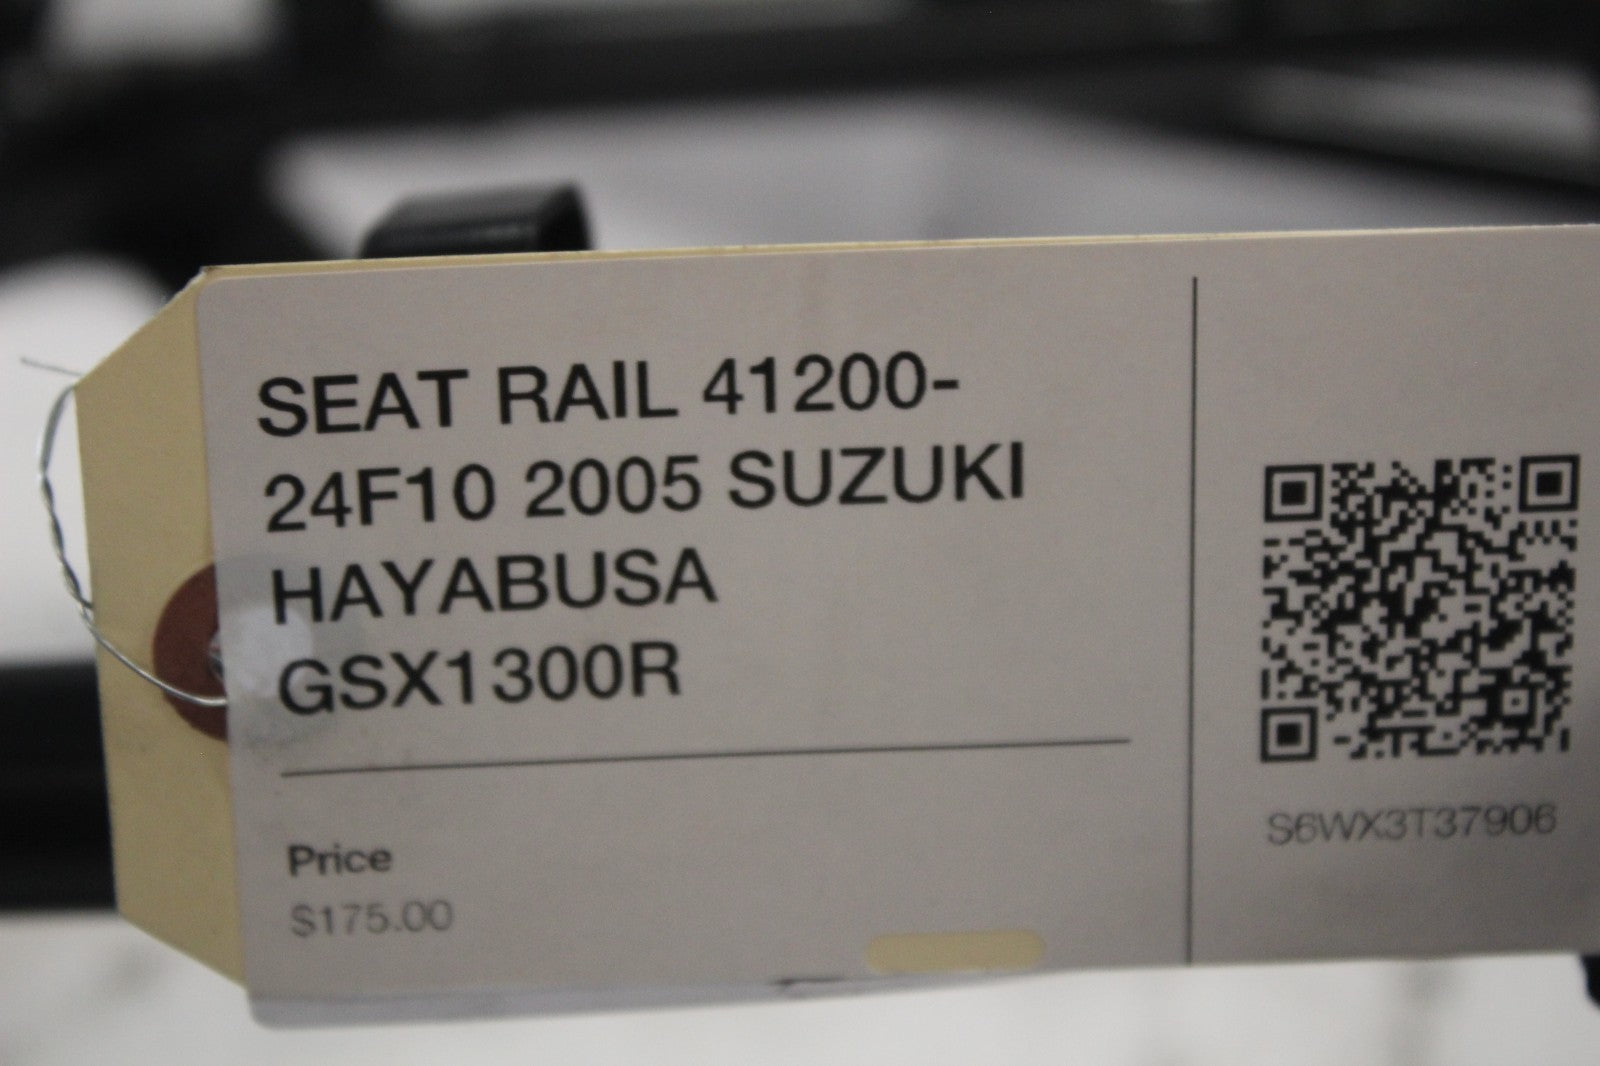 SEAT RAIL 41200-
24F10 2005 SUZUKI
HAYABUSA
GSX1300R
Price
$175.00
S6WX3T37906